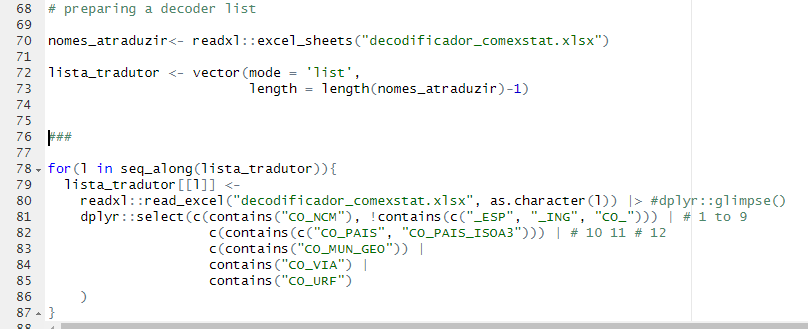 68 # preparing a decoder list
69
70 nomes_atraduzir<- readxl::excel_sheets("decodificador_comexstat.xlsx")
71
72 lista_tradutor <- vector(mode = 'list',
73                          length = length(nomes_atraduzir)-1)
74
75
76 ###
77
78 for(l in seq_along(lista_tradutor)){
79   lista_tradutor[[l]] <-
80     readxl::read_excel("decodificador_comexstat.xlsx", as.character(l)) |> #dplyr::glimpse()
81     dplyr::select(c(contains("CO_NCM"), !contains(c("_ESP", "_ING", "CO_"))) | # 1 to 9
82                     c(contains(c("CO_PAIS", "CO_PAIS_ISOA3"))) | # 10 11 # 12
83                     c(contains("CO_MUN_GEO")) |
84                     contains("CO_VIA") |
85                     contains("CO_URF")
86     )
87 }
88